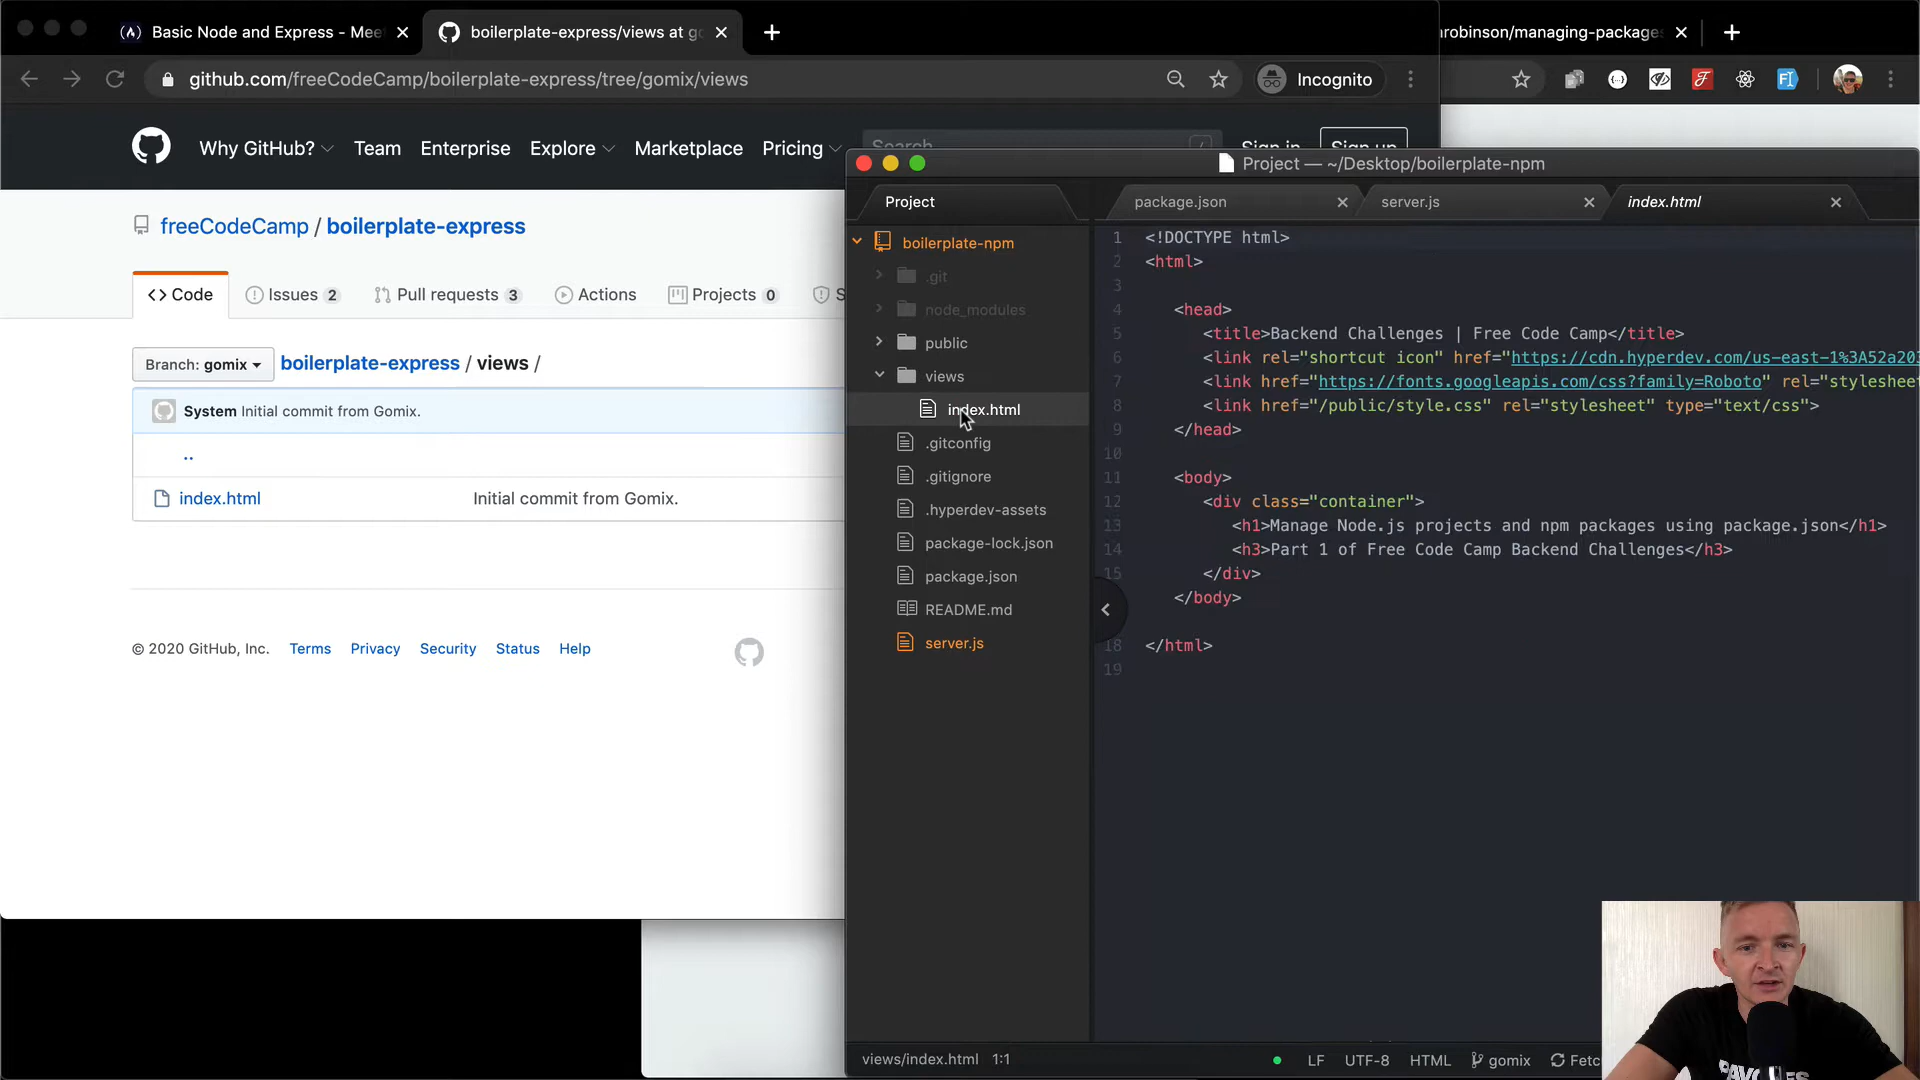 Basic Node and Express - Mee
boilerplate-express/views at go
robinson/managing-package
github.com/freeCodeCamp/boilerplate-express/tree/gomix/views
Incognito
Why GitHub?
Team
Enterprise
Explore
Marketplace
Pricing
Search
/
Sign in
Sign up
freeCodeCamp / boilerplate-express
<> Code
Issues 2
Pull requests 3
Actions
Projects 0
S
Branch: gomix
boilerplate-express / views /
System Initial commit from Gomix.
..
index.html
Initial commit from Gomix.
© 2020 GitHub, Inc.
Terms
Privacy
Security
Status
Help
Project — ~/Desktop/boilerplate-npm
Project
package.json
server.js
index.html
boilerplate-npm
.git
node_modules
public
views
index.html
.gitconfig
.gitignore
.hyperdev-assets
package-lock.json
package.json
README.md
server.js
1 <!DOCTYPE html>
2 <html>
3
4 <head>
5 <title>Backend Challenges | Free Code Camp</title>
6 <link rel="shortcut icon" href="https://cdn.hyperdev.com/us-east-1%3A52a203
7 <link href="https://fonts.googleapis.com/css?family=Roboto" rel="styleshee
8 <link href="/public/style.css" rel="stylesheet" type="text/css">
9 </head>
10
11 <body>
12 <div class="container">
13 <h1>Manage Node.js projects and npm packages using package.json</h1>
14 <h3>Part 1 of Free Code Camp Backend Challenges</h3>
15 </div>
</body>
18 </html>
19
views/index.html 1:1
LF
UTF-8
HTML
gomix
Fetc